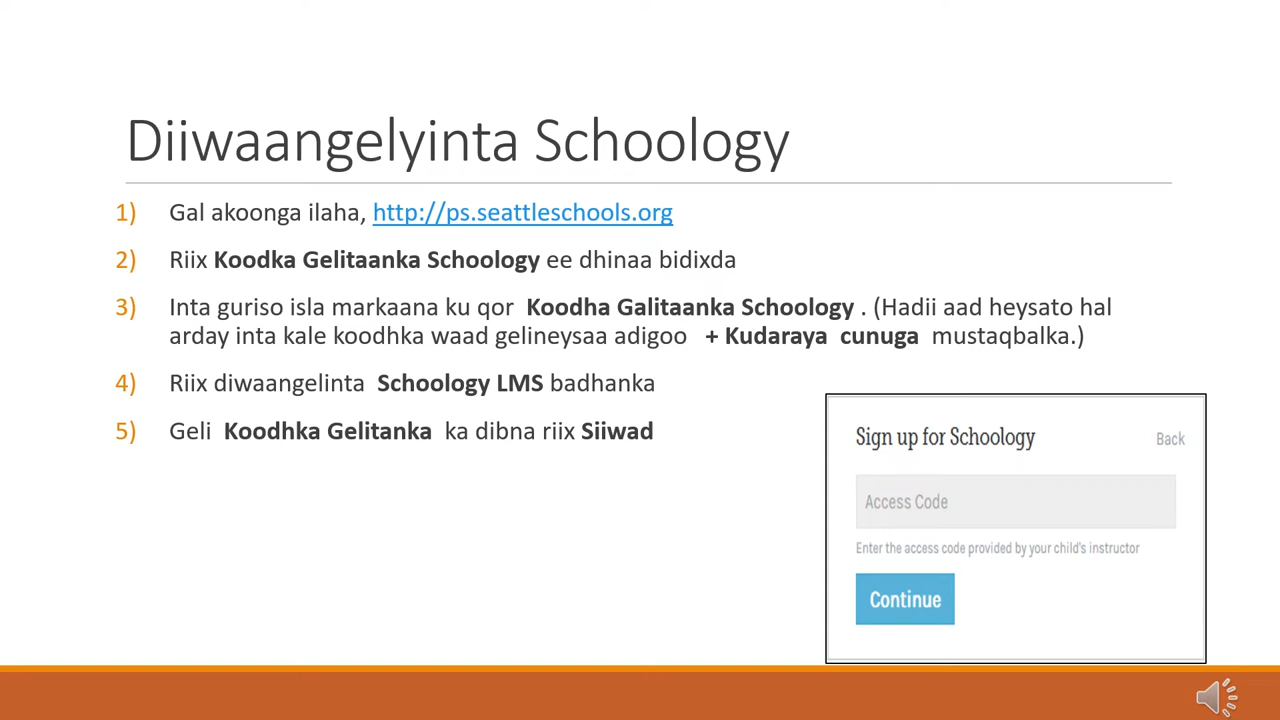 Diiwaangelyinta Schoology
1) Gal akoonga ilaha, http://ps.seattleschools.org
2) Riix Koodka Gelitaanka Schoology ee dhinaa bidixda
3) Inta guriso isla markaana ku qor Koodha Galitaanka Schoology . (Hadii aad heysato hal
arday inta kale koodhka waad gelineysaa adigoo + Kudaraya cunuga mustaqbalka.)
4) Riix diwaangelinta Schoology LMS badhanka
5) Geli Koodhka Gelitanka ka dibna riix Siiwad
Sign up for Schoology Back
Access Code
Enter the access code provided by your child's instructor
Continue